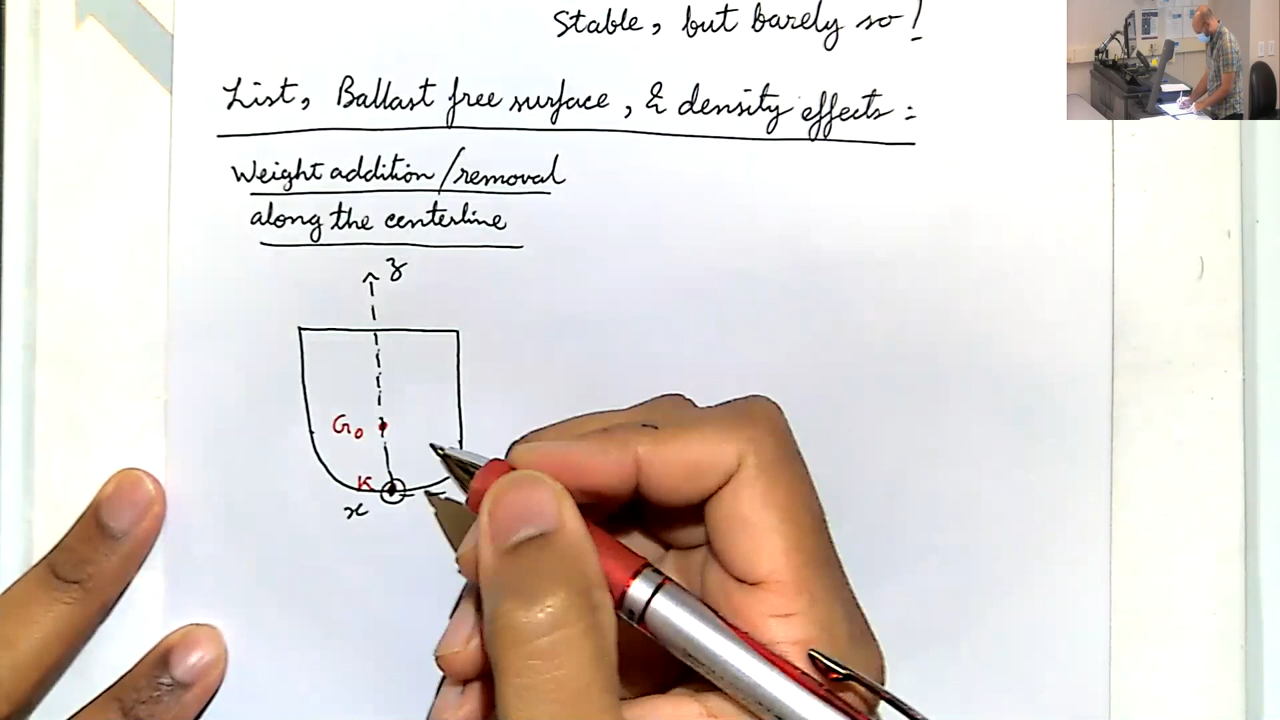 Stable, but barely so!
List, Ballast free surface, & density effects:
Weight addition/removal
along the centerline
z
G₀
K
x